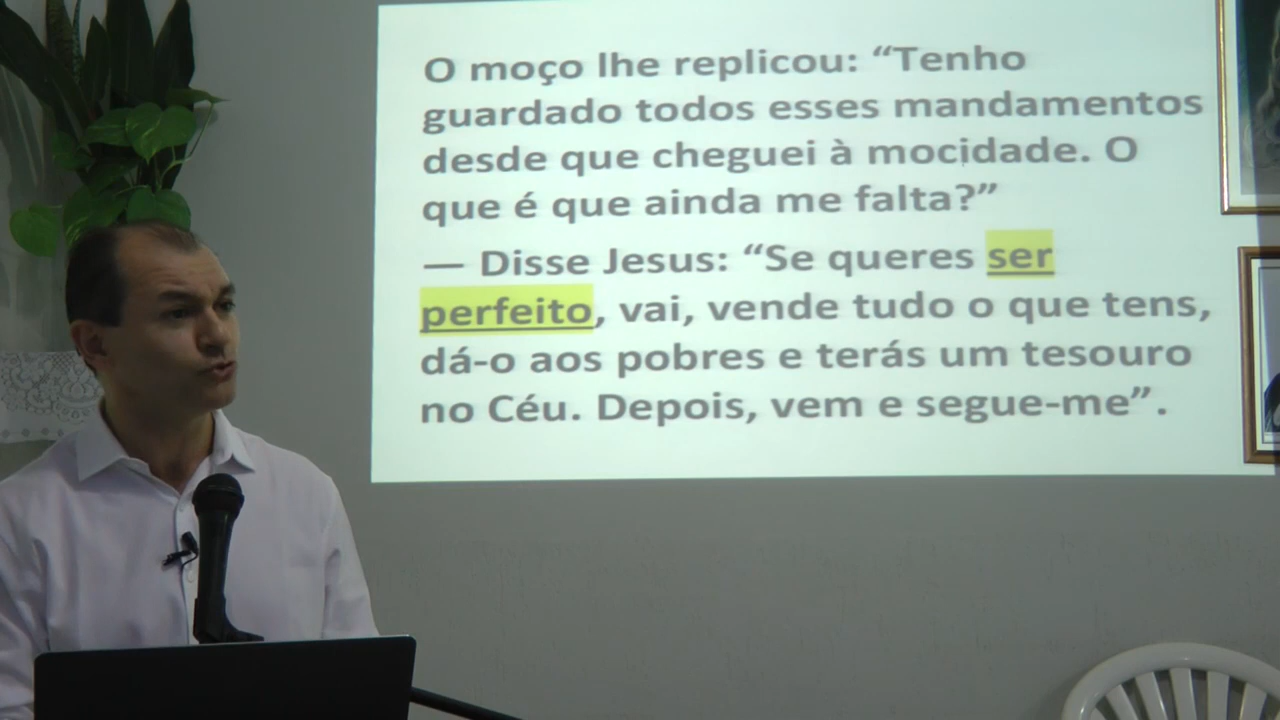 O moço lhe replicou: “Tenho
guardado todos esses mandamentos
desde que cheguei à mocidade. O
que é que ainda me falta?”
— Disse Jesus: “Se queres ser
perfeito, vai, vende tudo o que tens,
dá-o aos pobres e terás um tesouro
no Céu. Depois, vem e segue-me”.